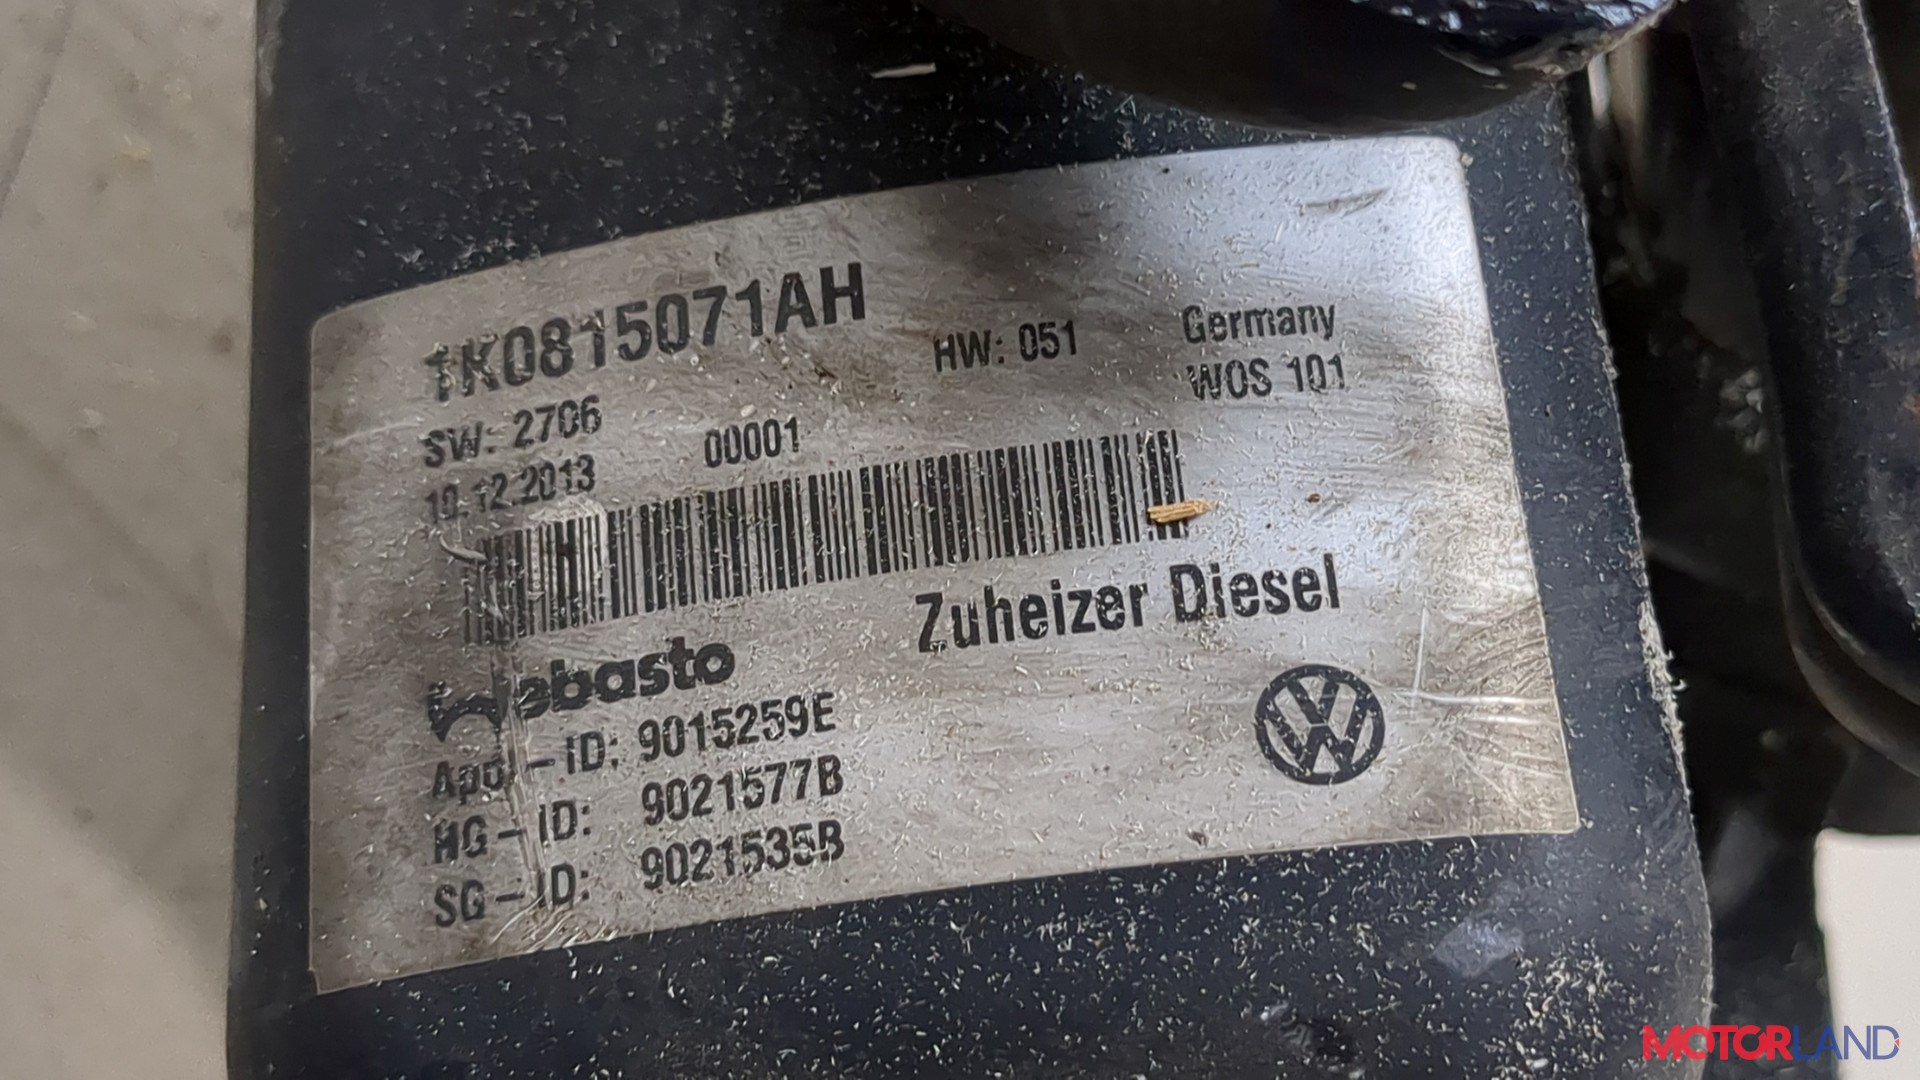 1K0815071AH
HW: 051
Germany
WOS 101
SW: 2706
10.12.2013
00001
Zuheizer Diesel
Webasto
Appl-ID: 9015259E
HG-ID: 9021577B
SG-ID: 9021535B
MOTORLAND